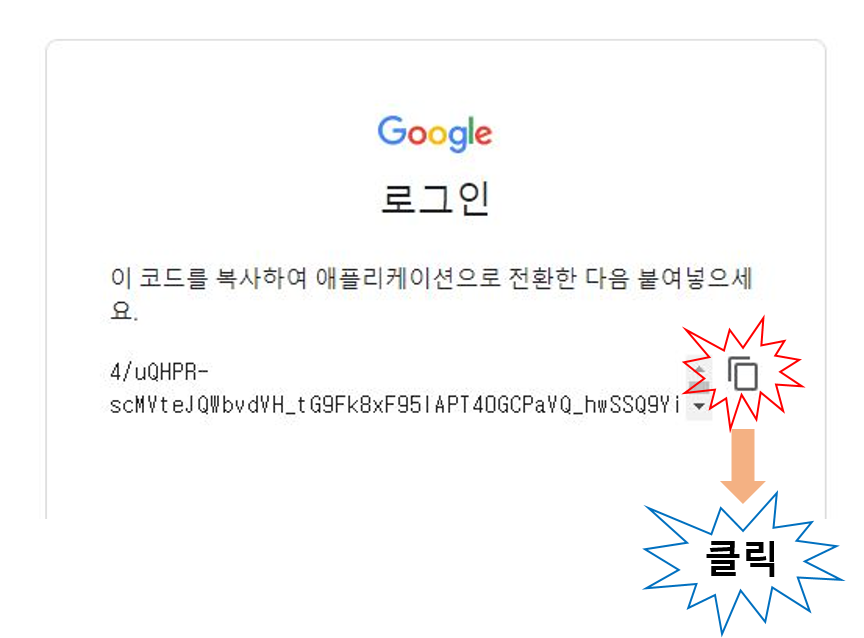 Google
로그인
이 코드를 복사하여 애플리케이션으로 전환한 다음 붙여넣으세
요.
4/uQHPR-
scMVteJQWbvdVH_tG9Fk8xF95IAPT4OGCPaVQ_hwSSQ9Yi
클릭